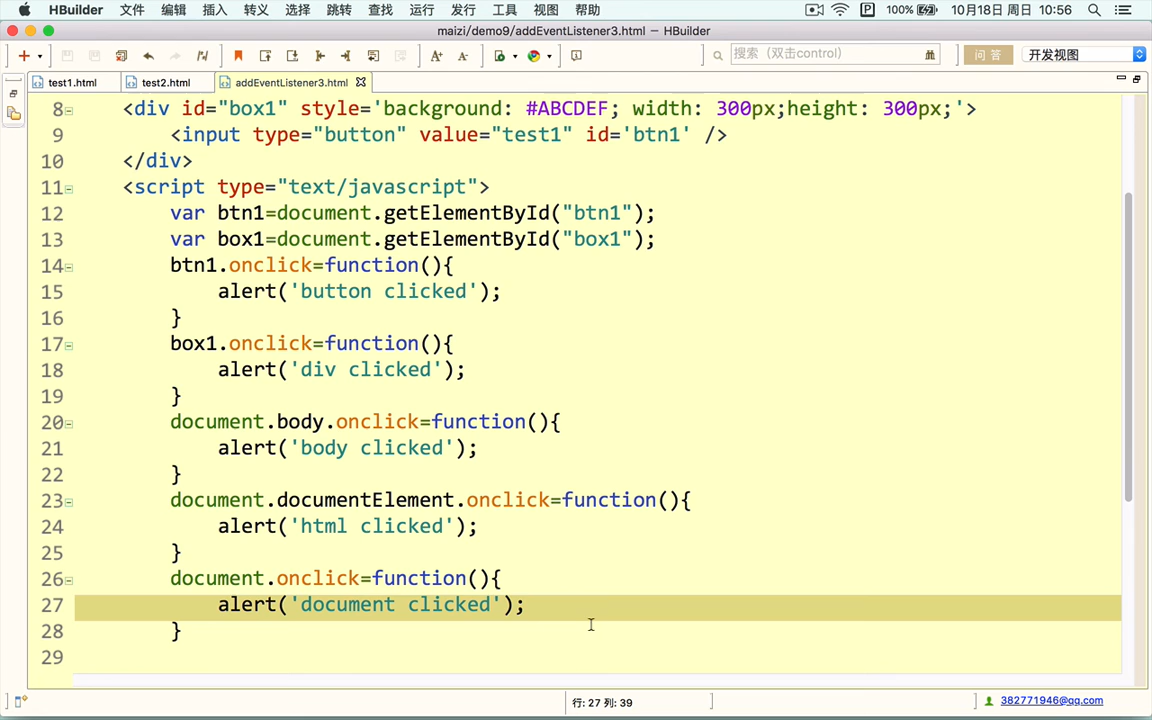 HBuilder 文件 编辑 插入 转义 选择 跳转 查找 运行 发行 工具 视图 帮助 P 100% 10月18日 周日 10:56
maizi/demo9/addEventListener3.html — HBuilder
A+ A- 搜索（双击control） 问 答 开发视图
test1.html test2.html addEventListener3.html
8 <div id="box1" style='background: #ABCDEF; width: 300px;height: 300px;'>
9 <input type="button" value="test1" id='btn1' />
10 </div>
11 <script type="text/javascript">
12 var btn1=document.getElementById("btn1");
13 var box1=document.getElementById("box1");
14 btn1.onclick=function(){
15 alert('button clicked');
16 }
17 box1.onclick=function(){
18 alert('div clicked');
19 }
20 document.body.onclick=function(){
21 alert('body clicked');
22 }
23 document.documentElement.onclick=function(){
24 alert('html clicked');
25 }
26 document.onclick=function(){
27 alert('document clicked');
28 }
29
行: 27 列: 39 382771946@qq.com